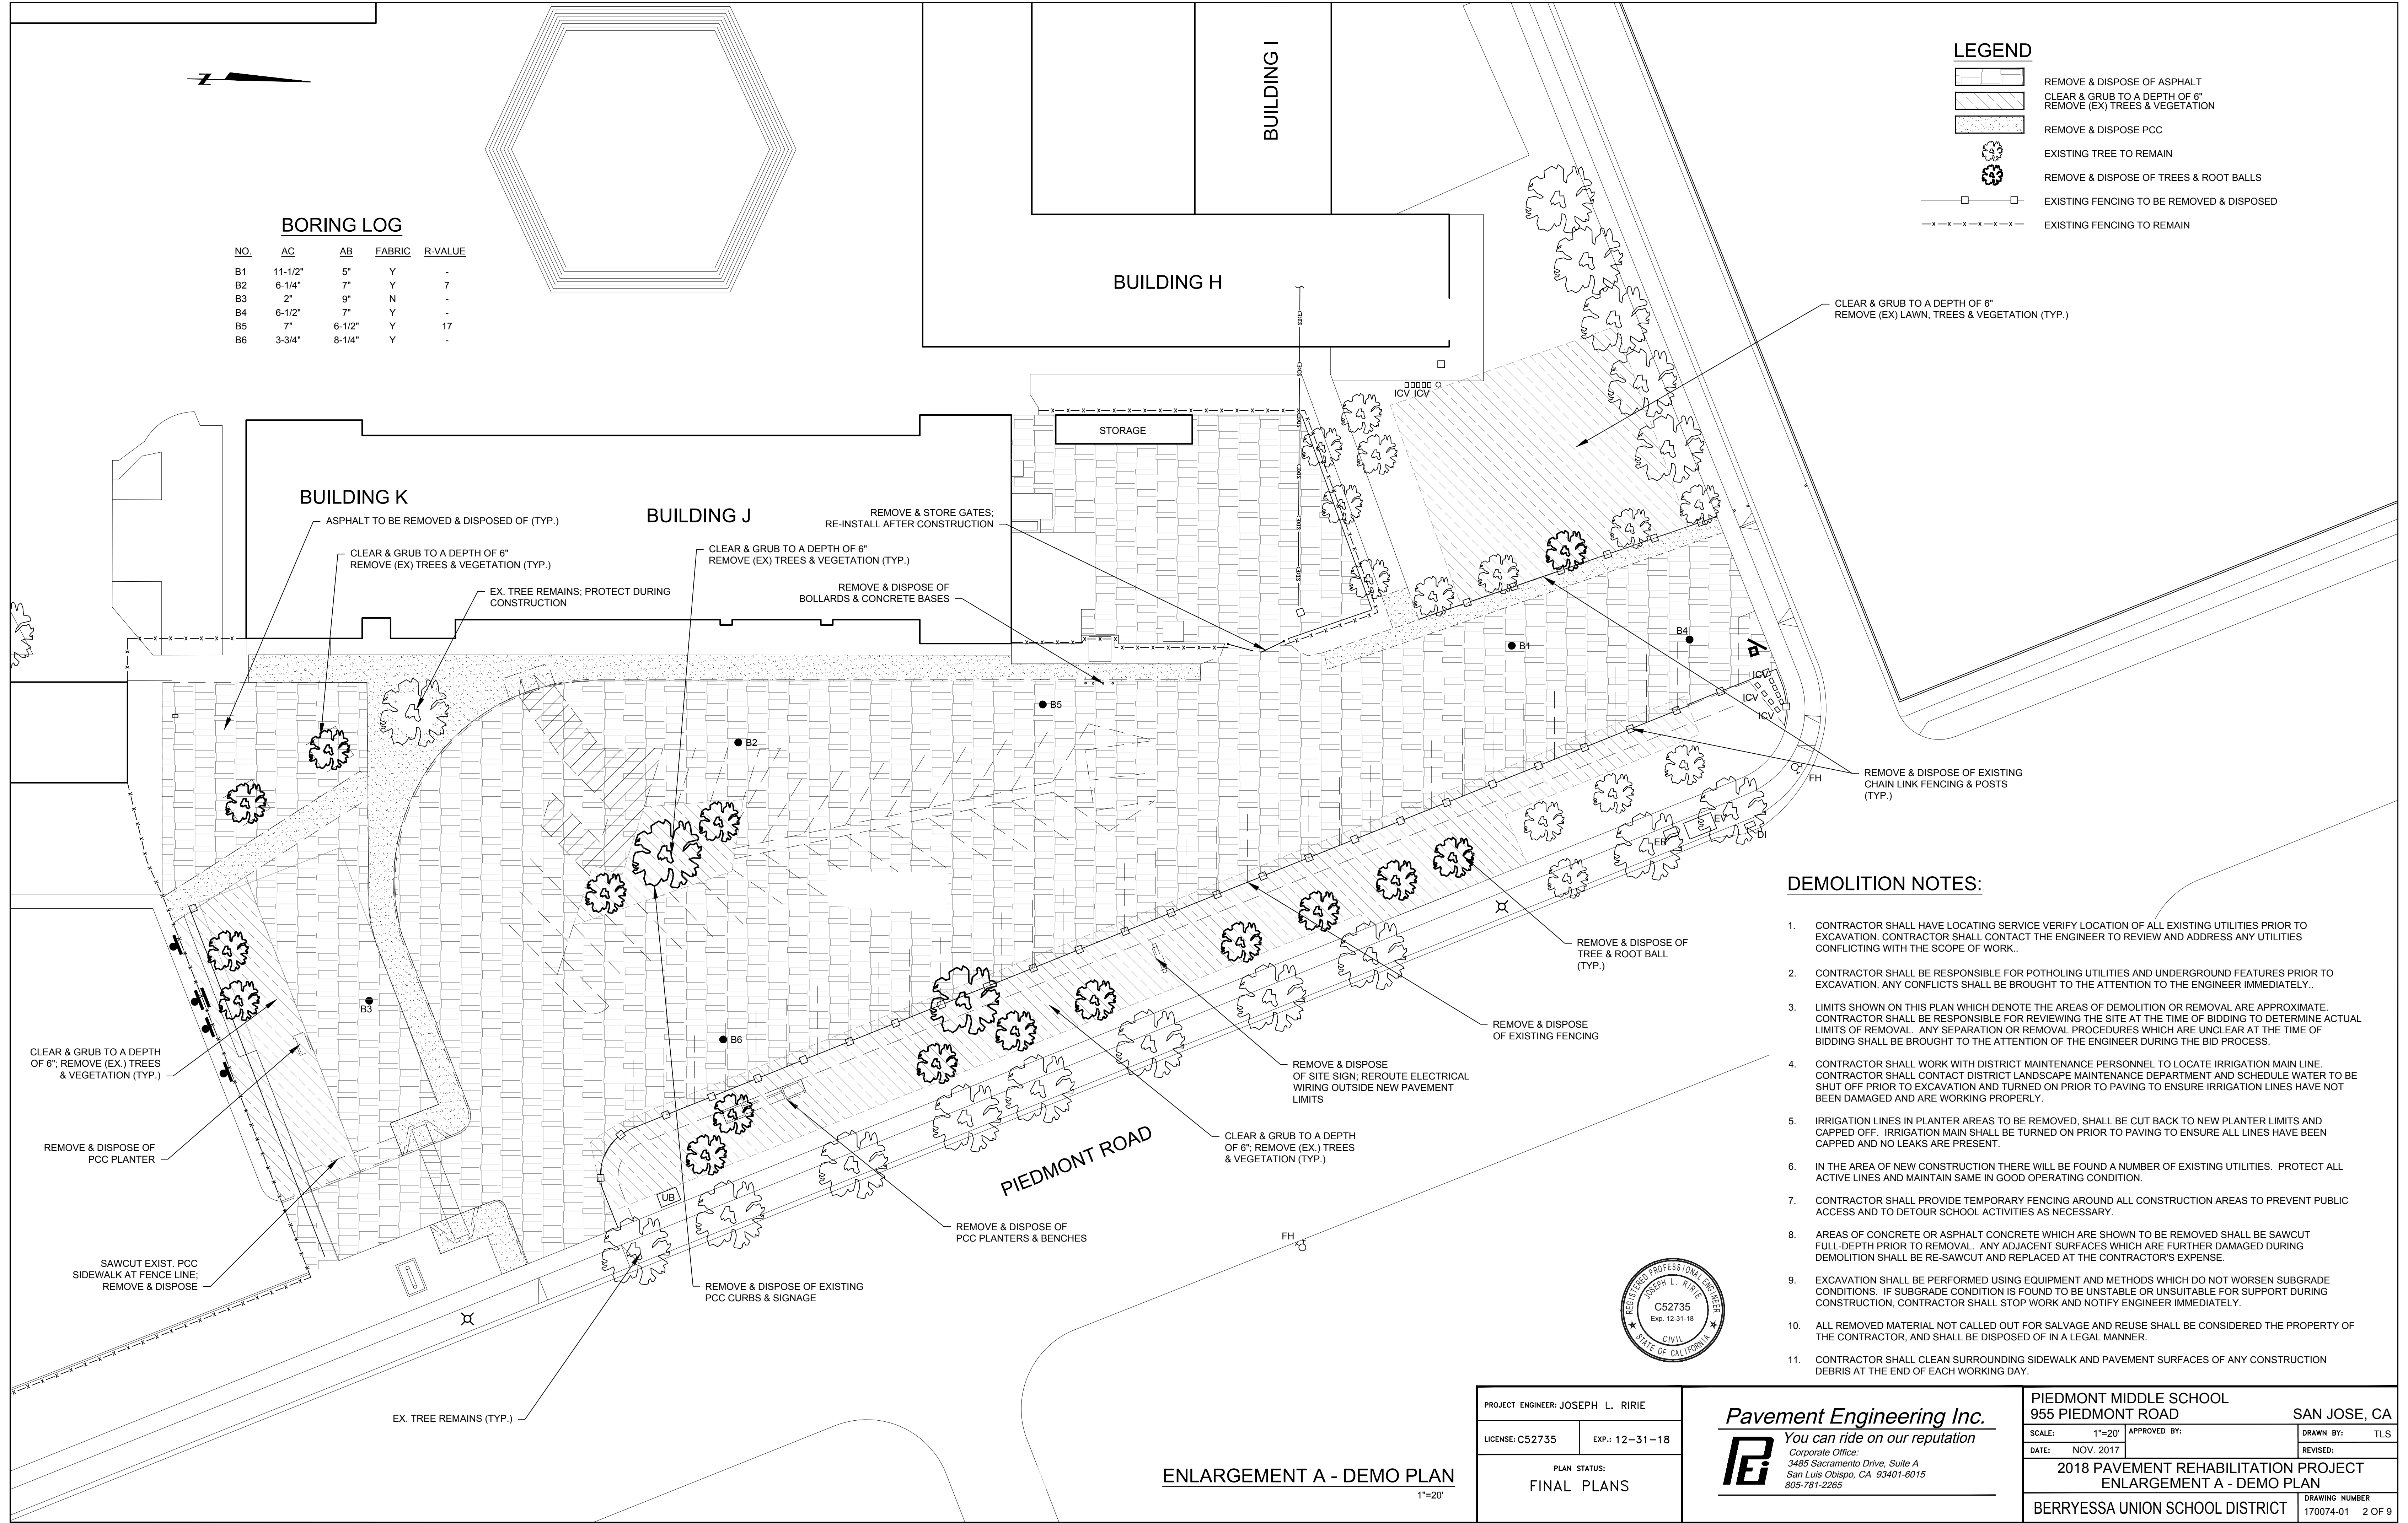 BUILDING I
LEGEND
REMOVE & DISPOSE OF ASPHALT
CLEAR & GRUB TO A DEPTH OF 6"
REMOVE (EX) TREES & VEGETATION
REMOVE & DISPOSE PCC
EXISTING TREE TO REMAIN
REMOVE & DISPOSE OF TREES & ROOT BALLS
EXISTING FENCING TO BE REMOVED & DISPOSED
EXISTING FENCING TO REMAIN
Z
BORING LOG
NO. AC AB FABRIC R-VALUE
B1 11-1/2" 5" Y -
B2 6-1/4" 7" Y 7
B3 2" 9" N -
B4 6-1/2" 7" Y -
B5 7" 6-1/2" Y 17
B6 3-3/4" 8-1/4" Y -
BUILDING H
CLEAR & GRUB TO A DEPTH OF 6"
REMOVE (EX) LAWN, TREES & VEGETATION (TYP.)
ICV ICV
STORAGE
BUILDING K
BUILDING J
ASPHALT TO BE REMOVED & DISPOSED OF (TYP.)
REMOVE & STORE GATES;
RE-INSTALL AFTER CONSTRUCTION
CLEAR & GRUB TO A DEPTH OF 6"
REMOVE (EX) TREES & VEGETATION (TYP.)
CLEAR & GRUB TO A DEPTH OF 6"
REMOVE (EX) TREES & VEGETATION (TYP.)
EX. TREE REMAINS; PROTECT DURING
CONSTRUCTION
REMOVE & DISPOSE OF
BOLLARDS & CONCRETE BASES
B4
B1
ICV
ICV
ICV
B5
B2
FH
REMOVE & DISPOSE OF EXISTING
CHAIN LINK FENCING & POSTS
(TYP.)
EV
EB
DI
REMOVE & DISPOSE OF
TREE & ROOT BALL
(TYP.)
B3
REMOVE & DISPOSE
OF EXISTING FENCING
B6
CLEAR & GRUB TO A DEPTH
OF 6"; REMOVE (EX.) TREES
& VEGETATION (TYP.)
REMOVE & DISPOSE
OF SITE SIGN; REROUTE ELECTRICAL
WIRING OUTSIDE NEW PAVEMENT
LIMITS
REMOVE & DISPOSE OF
PCC PLANTER
CLEAR & GRUB TO A DEPTH
OF 6"; REMOVE (EX.) TREES
& VEGETATION (TYP.)
PIEDMONT ROAD
UB
REMOVE & DISPOSE OF
PCC PLANTERS & BENCHES
FH
SAWCUT EXIST. PCC
SIDEWALK AT FENCE LINE;
REMOVE & DISPOSE
REMOVE & DISPOSE OF EXISTING
PCC CURBS & SIGNAGE
EX. TREE REMAINS (TYP.)
DEMOLITION NOTES:
1. CONTRACTOR SHALL HAVE LOCATING SERVICE VERIFY LOCATION OF ALL EXISTING UTILITIES PRIOR TO
EXCAVATION. CONTRACTOR SHALL CONTACT THE ENGINEER TO REVIEW AND ADDRESS ANY UTILITIES
CONFLICTING WITH THE SCOPE OF WORK..
2. CONTRACTOR SHALL BE RESPONSIBLE FOR POTHOLING UTILITIES AND UNDERGROUND FEATURES PRIOR TO
EXCAVATION. ANY CONFLICTS SHALL BE BROUGHT TO THE ATTENTION TO THE ENGINEER IMMEDIATELY..
3. LIMITS SHOWN ON THIS PLAN WHICH DENOTE THE AREAS OF DEMOLITION OR REMOVAL ARE APPROXIMATE.
CONTRACTOR SHALL BE RESPONSIBLE FOR REVIEWING THE SITE AT THE TIME OF BIDDING TO DETERMINE ACTUAL
LIMITS OF REMOVAL. ANY SEPARATION OR REMOVAL PROCEDURES WHICH ARE UNCLEAR AT THE TIME OF
BIDDING SHALL BE BROUGHT TO THE ATTENTION OF THE ENGINEER DURING THE BID PROCESS.
4. CONTRACTOR SHALL WORK WITH DISTRICT MAINTENANCE PERSONNEL TO LOCATE IRRIGATION MAIN LINE.
CONTRACTOR SHALL CONTACT DISTRICT LANDSCAPE MAINTENANCE DEPARTMENT AND SCHEDULE WATER TO BE
SHUT OFF PRIOR TO EXCAVATION AND TURNED ON PRIOR TO PAVING TO ENSURE IRRIGATION LINES HAVE NOT
BEEN DAMAGED AND ARE WORKING PROPERLY.
5. IRRIGATION LINES IN PLANTER AREAS TO BE REMOVED, SHALL BE CUT BACK TO NEW PLANTER LIMITS AND
CAPPED OFF. IRRIGATION MAIN SHALL BE TURNED ON PRIOR TO PAVING TO ENSURE ALL LINES HAVE BEEN
CAPPED AND NO LEAKS ARE PRESENT.
6. IN THE AREA OF NEW CONSTRUCTION THERE WILL BE FOUND A NUMBER OF EXISTING UTILITIES. PROTECT ALL
ACTIVE LINES AND MAINTAIN SAME IN GOOD OPERATING CONDITION.
7. CONTRACTOR SHALL PROVIDE TEMPORARY FENCING AROUND ALL CONSTRUCTION AREAS TO PREVENT PUBLIC
ACCESS AND TO DETOUR SCHOOL ACTIVITIES AS NECESSARY.
8. AREAS OF CONCRETE OR ASPHALT CONCRETE WHICH ARE SHOWN TO BE REMOVED SHALL BE SAWCUT
FULL-DEPTH PRIOR TO REMOVAL. ANY ADJACENT SURFACES WHICH ARE FURTHER DAMAGED DURING
DEMOLITION SHALL BE RE-SAWCUT AND REPLACED AT THE CONTRACTOR'S EXPENSE.
9. EXCAVATION SHALL BE PERFORMED USING EQUIPMENT AND METHODS WHICH DO NOT WORSEN SUBGRADE
CONDITIONS. IF SUBGRADE CONDITION IS FOUND TO BE UNSTABLE OR UNSUITABLE FOR SUPPORT DURING
CONSTRUCTION, CONTRACTOR SHALL STOP WORK AND NOTIFY ENGINEER IMMEDIATELY.
10. ALL REMOVED MATERIAL NOT CALLED OUT FOR SALVAGE AND REUSE SHALL BE CONSIDERED THE PROPERTY OF
THE CONTRACTOR, AND SHALL BE DISPOSED OF IN A LEGAL MANNER.
11. CONTRACTOR SHALL CLEAN SURROUNDING SIDEWALK AND PAVEMENT SURFACES OF ANY CONSTRUCTION
DEBRIS AT THE END OF EACH WORKING DAY.
REGISTERED PROFESSIONAL ENGINEER
JOSEPH L. RIRIE
C52735
Exp. 12-31-18
CIVIL
STATE OF CALIFORNIA
ENLARGEMENT A - DEMO PLAN
1"=20'
PROJECT ENGINEER: JOSEPH L. RIRIE
LICENSE: C52735 EXP.: 12-31-18
PLAN STATUS:
FINAL PLANS
Pavement Engineering Inc.
You can ride on our reputation
PEi
Corporate Office:
3485 Sacramento Drive, Suite A
San Luis Obispo, CA 93401-6015
805-781-2265
PIEDMONT MIDDLE SCHOOL
955 PIEDMONT ROAD SAN JOSE, CA
SCALE: 1"=20' APPROVED BY: DRAWN BY: TLS
DATE: NOV. 2017 REVISED:
2018 PAVEMENT REHABILITATION PROJECT
ENLARGEMENT A - DEMO PLAN
BERRYESSA UNION SCHOOL DISTRICT
DRAWING NUMBER
170074-01 2 OF 9